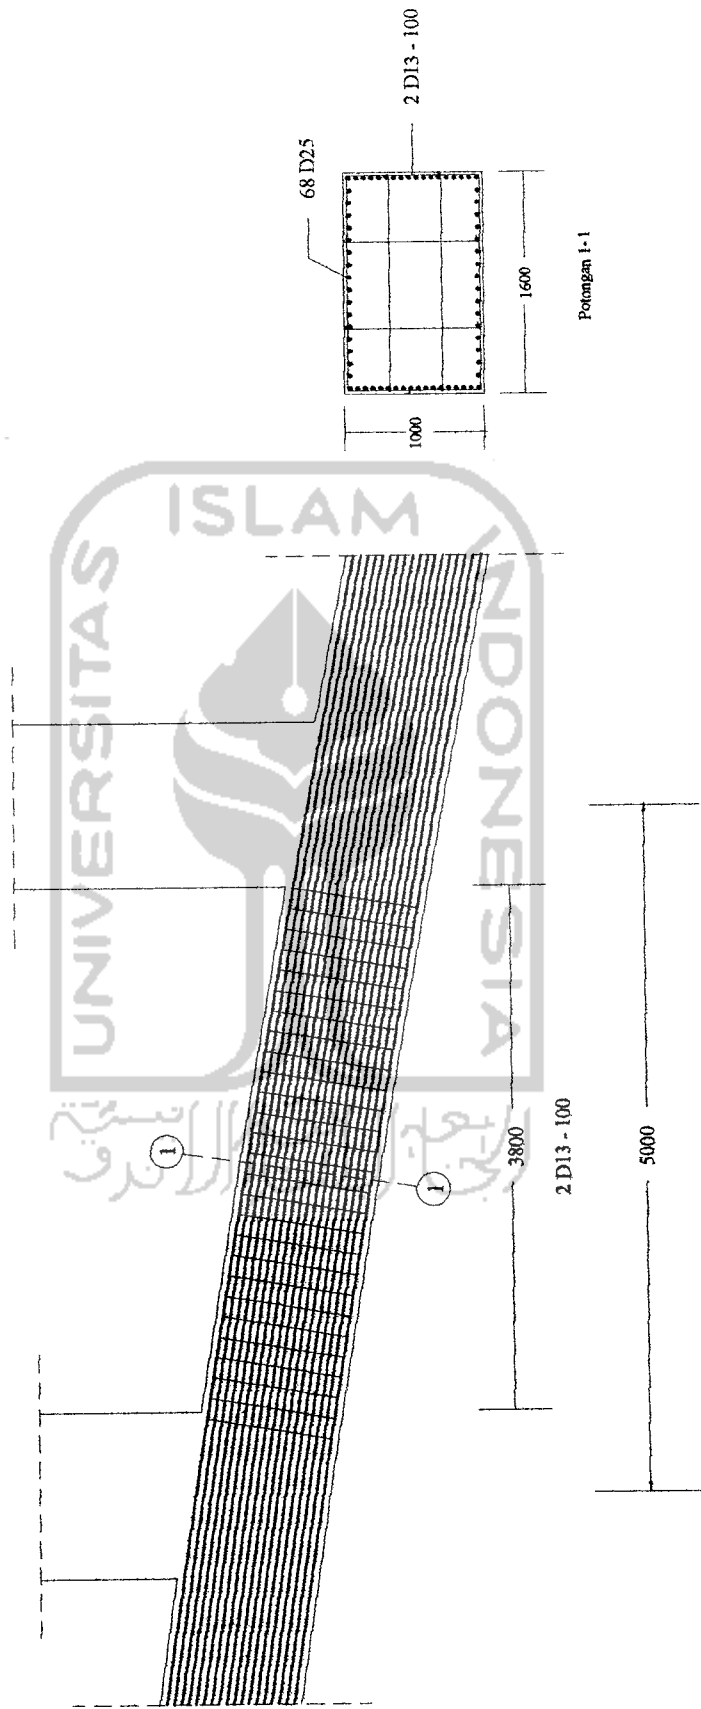 68 D25
2 D13 - 100
1000
1600
Potongan 1-1
1
1
3800
2 D13 - 100
5000
UNIVERSITAS
ISLAM
INDONESIA